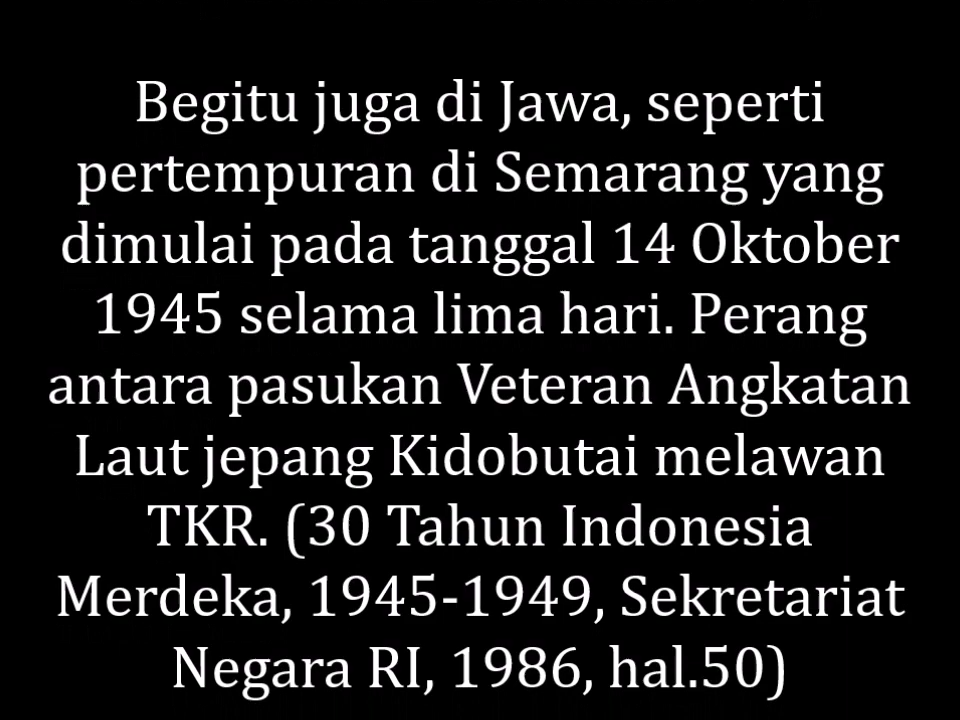 Begitu juga di Jawa, seperti
pertempuran di Semarang yang
dimulai pada tanggal 14 Oktober
1945 selama lima hari. Perang
antara pasukan Veteran Angkatan
Laut jepang Kidobutai melawan
TKR. (30 Tahun Indonesia
Merdeka, 1945-1949, Sekretariat
Negara RI, 1986, hal.50)